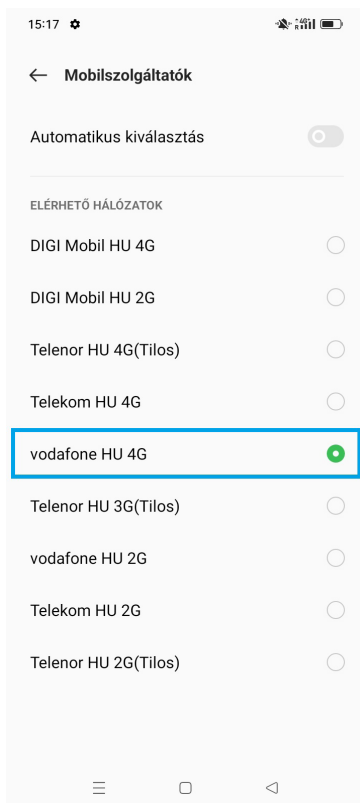 15:17
4G+
R
Mobilszolgáltatók
Automatikus kiválasztás
ELÉRHETŐ HÁLÓZATOK
DIGI Mobil HU 4G
DIGI Mobil HU 2G
Telenor HU 4G(Tilos)
Telekom HU 4G
vodafone HU 4G
Telenor HU 3G(Tilos)
vodafone HU 2G
Telekom HU 2G
Telenor HU 2G(Tilos)